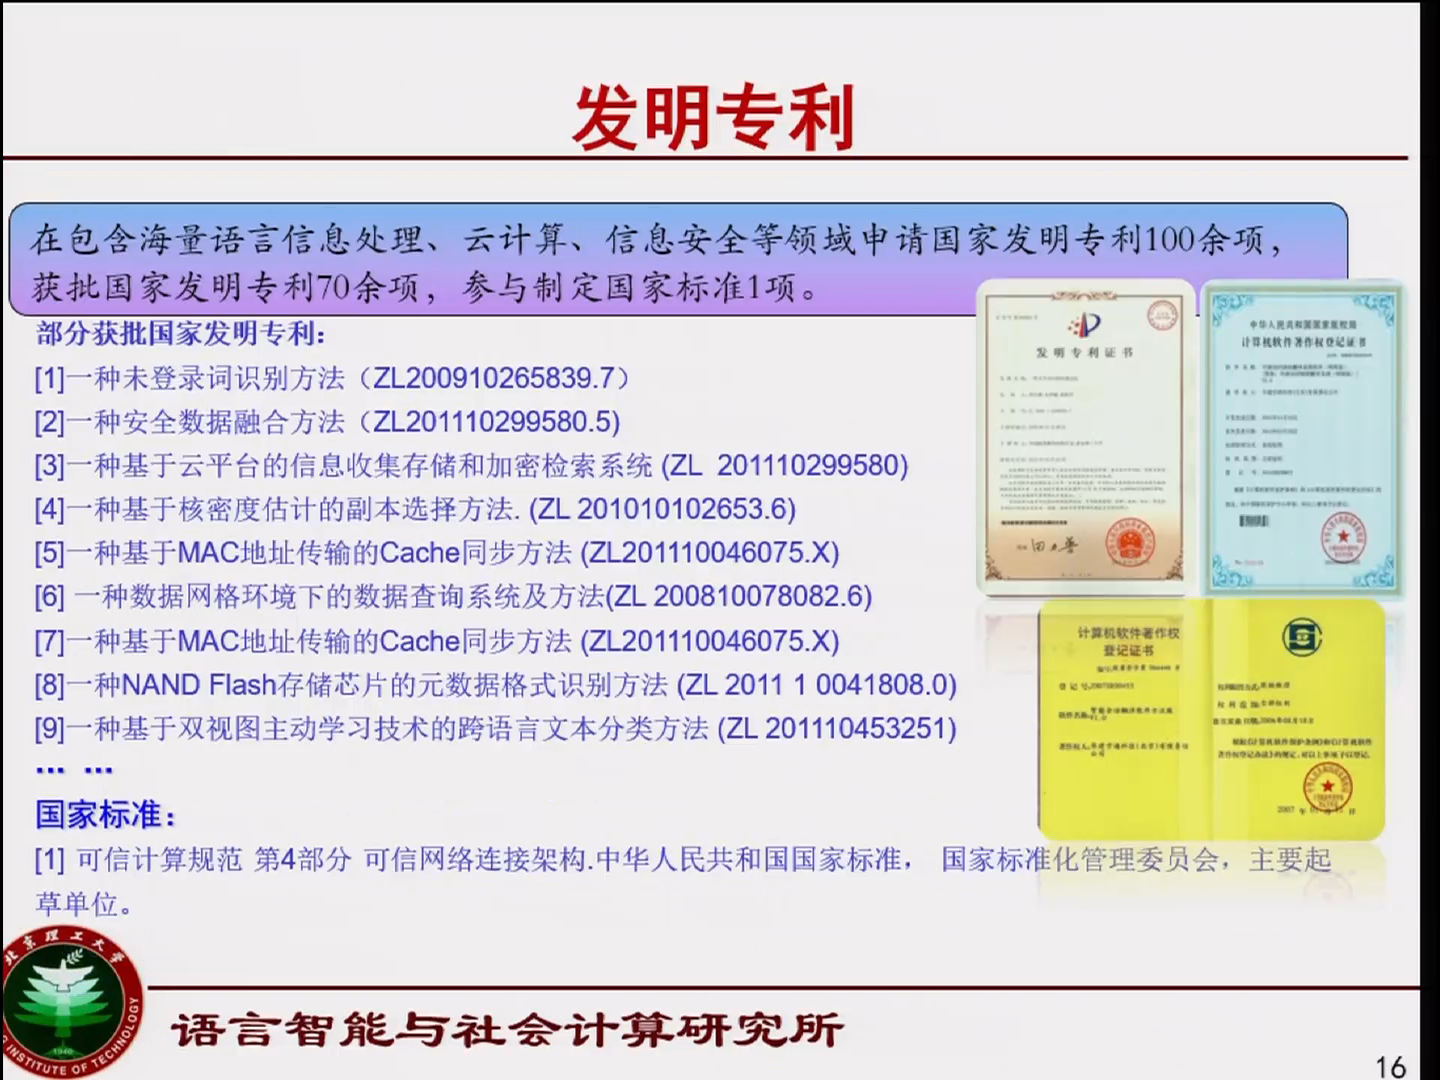 发明专利
在包含海量语言信息处理、云计算、信息安全等领域申请国家发明专利100余项，
获批国家发明专利70余项，参与制定国家标准1项。
部分获批国家发明专利：
[1]一种未登录词识别方法（ZL200910265839.7）
[2]一种安全数据融合方法（ZL201110299580.5)
[3]一种基于云平台的信息收集存储和加密检索系统 (ZL 201110299580)
[4]一种基于核密度估计的副本选择方法. (ZL 201010102653.6)
[5]一种基于MAC地址传输的Cache同步方法 (ZL201110046075.X)
[6] 一种数据网格环境下的数据查询系统及方法(ZL 200810078082.6)
[7]一种基于MAC地址传输的Cache同步方法 (ZL201110046075.X)
[8]一种NAND Flash存储芯片的元数据格式识别方法 (ZL 2011 1 0041808.0)
[9]一种基于双视图主动学习技术的跨语言文本分类方法 (ZL 201110453251)
... ...
国家标准：
[1] 可信计算规范 第4部分 可信网络连接架构.中华人民共和国国家标准， 国家标准化管理委员会，主要起
草单位。
发明专利证书
中华人民共和国国家版权局
计算机软件著作权登记证书
计算机软件著作权
登记证书
北京理工大学
INSTITUTE OF TECHNOLOGY
1940
语言智能与社会计算研究所
16